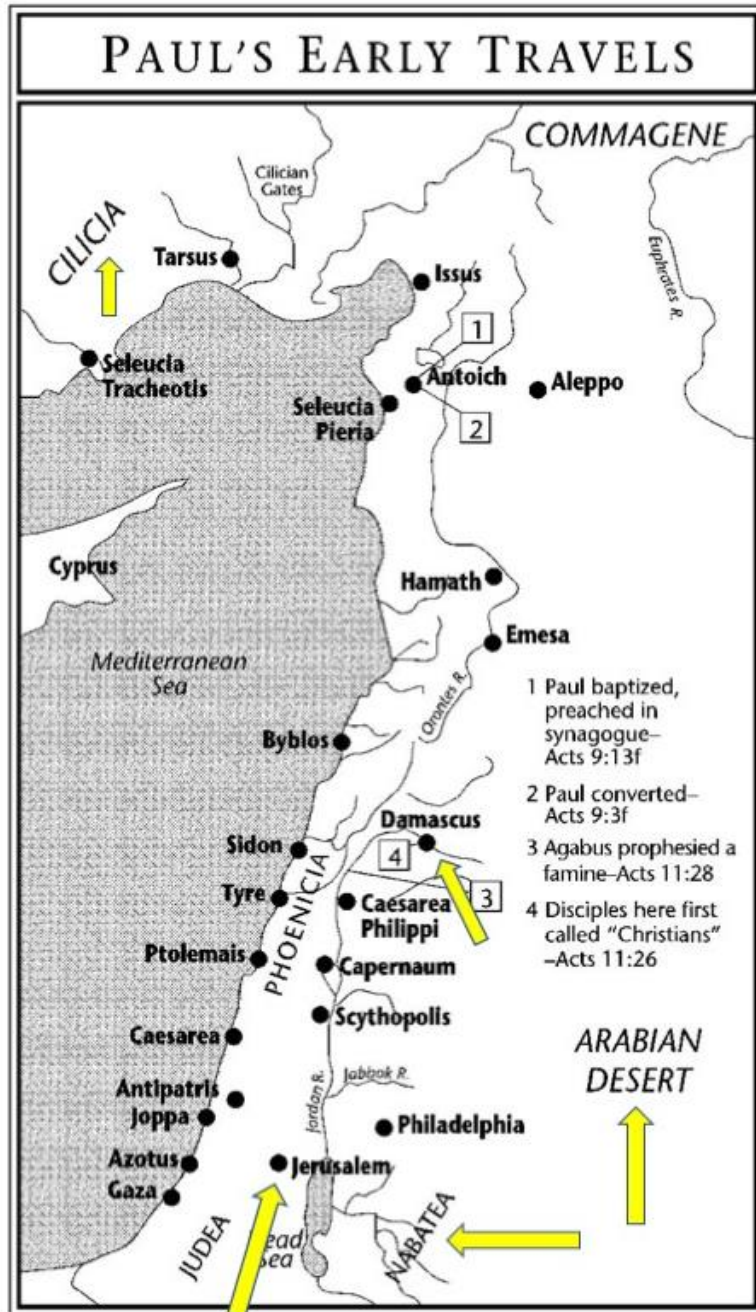 PAUL'S EARLY TRAVELS
COMMAGENE
Cilician
Gates
CILICIA
Tarsus
Issus
Euphrates R.
1
Seleucia
Tracheotis
Antoich
Aleppo
Seleucia
Pieria
2
Cyprus
Hamath
Emesa
Mediterranean
Sea
Orontes R.
1 Paul baptized,
preached in
synagogue–
Acts 9:13f
Byblos
2 Paul converted–
Acts 9:3f
Damascus
Sidon
4
3 Agabus prophesied a
famine–Acts 11:28
Tyre
3
Caesarea
Philippi
4 Disciples here first
called "Christians"
–Acts 11:26
PHOENICIA
Ptolemais
Capernaum
Scythopolis
Caesarea
ARABIAN
DESERT
Jabbok R.
Jordan R.
Antipatris
Joppa
Philadelphia
Azotus
Jerusalem
Gaza
JUDEA
Dead
Sea
NABATEA